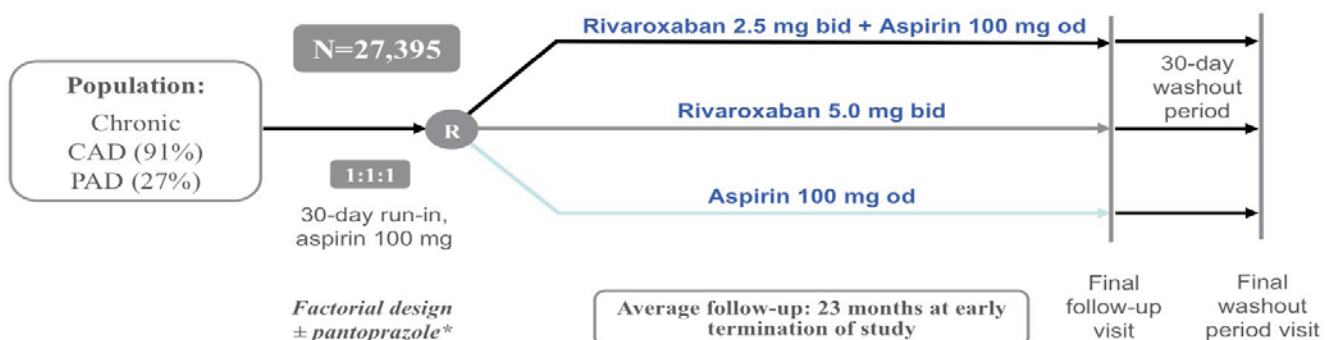 Population:
Chronic
CAD (91%)
PAD (27%)
N=27,395
R
1:1:1
30-day run-in,
aspirin 100 mg
Factorial design
± pantoprazole*
Rivaroxaban 2.5 mg bid + Aspirin 100 mg od
Rivaroxaban 5.0 mg bid
Aspirin 100 mg od
Average follow-up: 23 months at early
termination of study
30-day
washout
period
Final
follow-up
visit
Final
washout
period visit